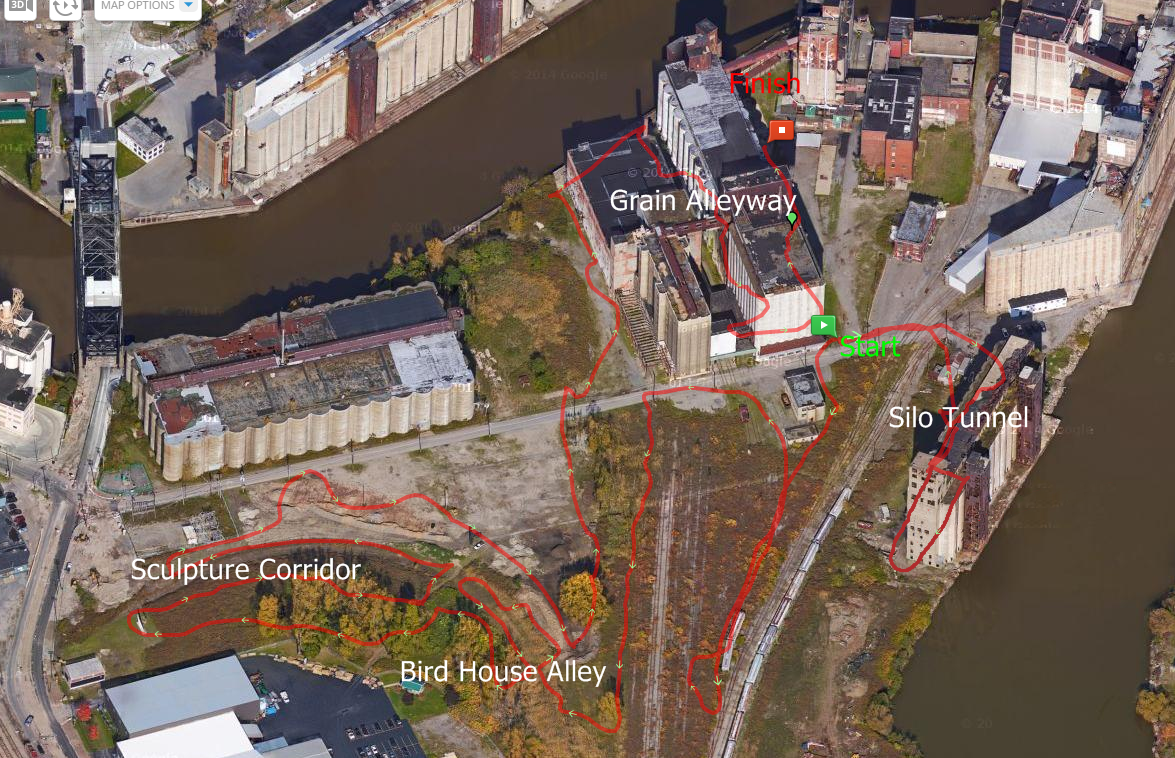 3D
MAP OPTIONS
© 2014 Google
Finish
Grain Alleyway
Start
Silo Tunnel
Sculpture Corridor
Bird House Alley